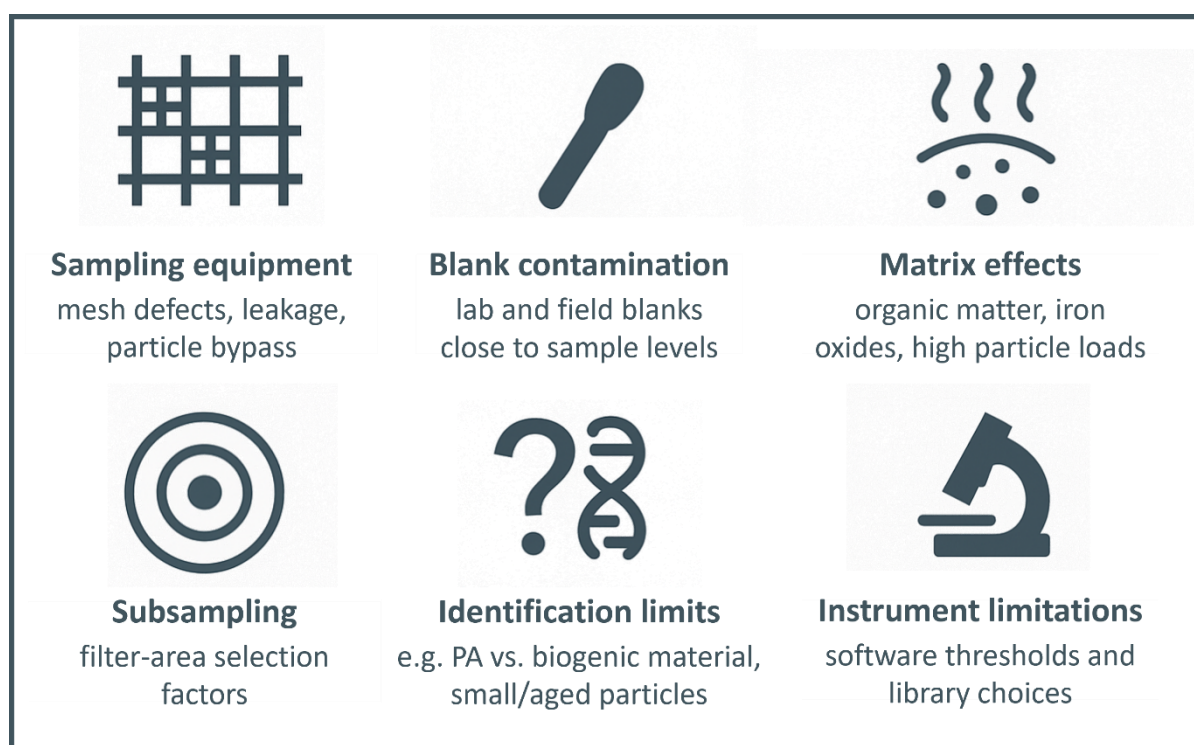 Sampling equipment
mesh defects, leakage,
particle bypass
Blank contamination
lab and field blanks
close to sample levels
Matrix effects
organic matter, iron
oxides, high particle loads
Subsampling
filter-area selection
factors
Identification limits
e.g. PA vs. biogenic material,
small/aged particles
Instrument limitations
software thresholds and
library choices